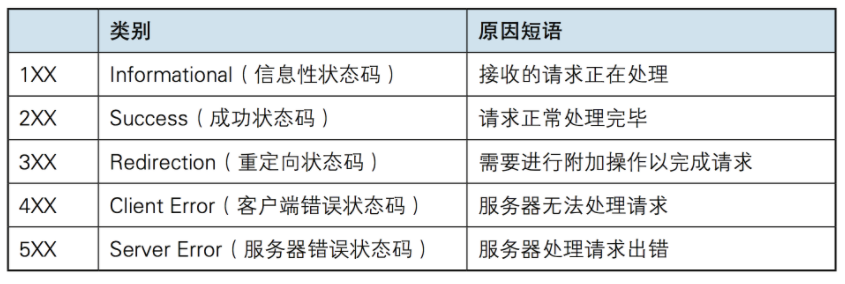 类别 原因短语
1XX Informational（信息性状态码） 接收的请求正在处理
2XX Success（成功状态码） 请求正常处理完毕
3XX Redirection（重定向状态码） 需要进行附加操作以完成请求
4XX Client Error（客户端错误状态码） 服务器无法处理请求
5XX Server Error（服务器错误状态码） 服务器处理请求出错